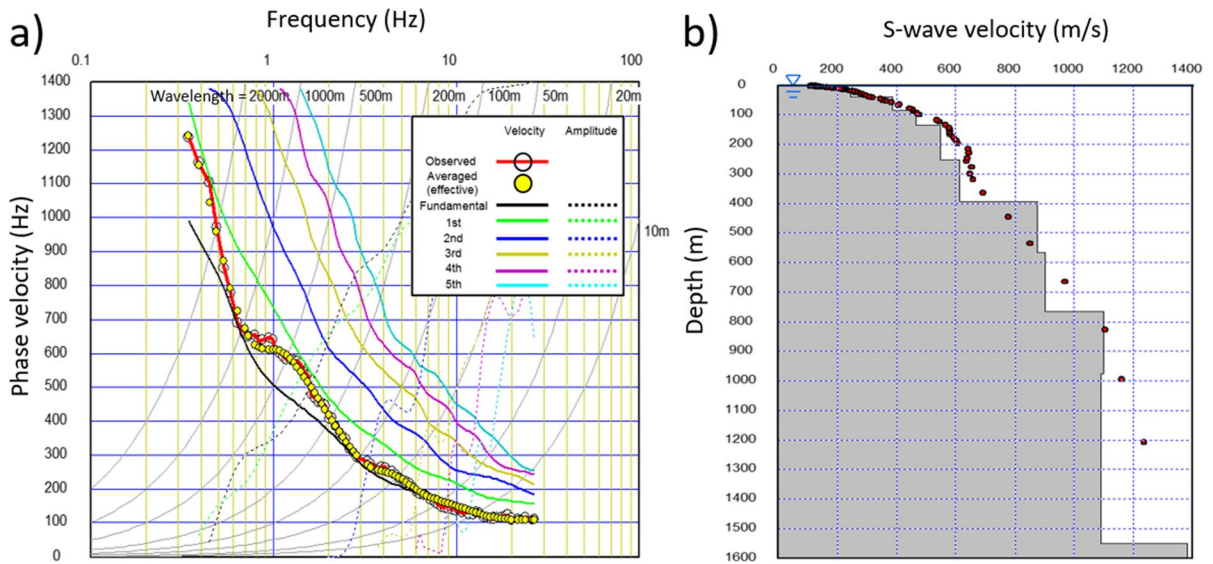 a)
Frequency (Hz)
0.1 1 10 100
Phase velocity (Hz)
1400
1300
1200
1100
1000
900
800
700
600
500
400
300
200
100
0
Wavelength = 2000m 1000m 500m 200m 100m 50m 20m
10m
Velocity Amplitude
Observed
Averaged
(effective)
Fundamental
1st
2nd
3rd
4th
5th
b)
S-wave velocity (m/s)
0 200 400 600 800 1000 1200 1400
Depth (m)
0
100
200
300
400
500
600
700
800
900
1000
1100
1200
1300
1400
1500
1600